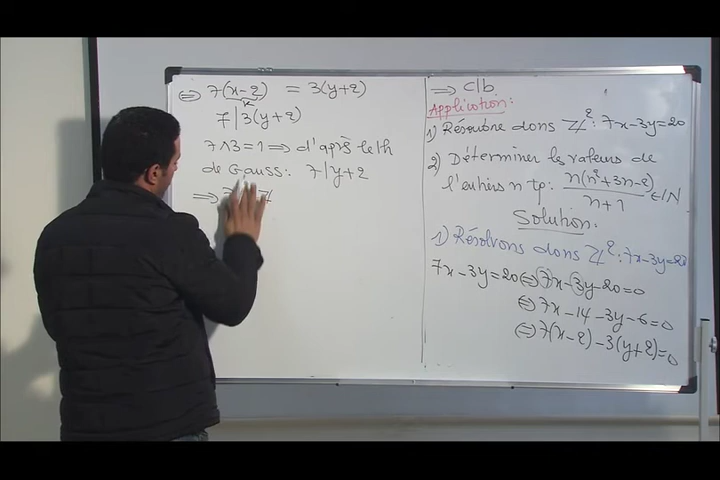 ⇔ 7(x-2) = 3(y+2)
k
7 | 3(y+2)
7∧3=1 ⇒ d'après le th
de Gauss: 7 | y+2
⇒
⇒ c/b
Application:
1) Résoudre dans ℤ²: 7x-3y=20
2) Déterminer les valeurs de
l'entiers n tp: n(n²+3n-2)/n+1 ∈ ℕ
Solution.
1) Résolvons dans ℤ²: 7x-3y=20
7x-3y=20 ⇔ 7x-3y-20=0
⇔ 7x-14-3y-6=0
⇔ 7(x-2)-3(y+2)=0